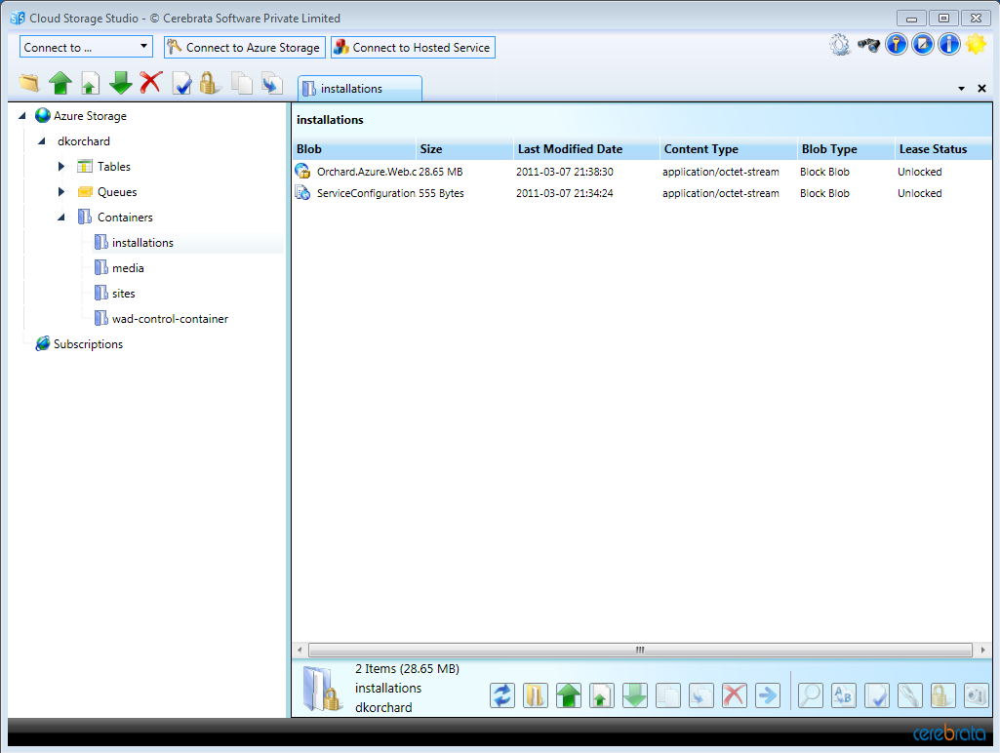 Cloud Storage Studio - © Cerebrata Software Private Limited
Connect to ... Connect to Azure Storage Connect to Hosted Service
installations
Azure Storage
dkorchard
Tables
Queues
Containers
installations
media
sites
wad-control-container
Subscriptions
installations
Blob Size Last Modified Date Content Type Blob Type Lease Status
Orchard.Azure.Web.c 28.65 MB 2011-03-07 21:38:30 application/octet-stream Block Blob Unlocked
ServiceConfiguration. 555 Bytes 2011-03-07 21:34:24 application/octet-stream Block Blob Unlocked
2 Items (28.65 MB)
installations
dkorchard
cerebrata